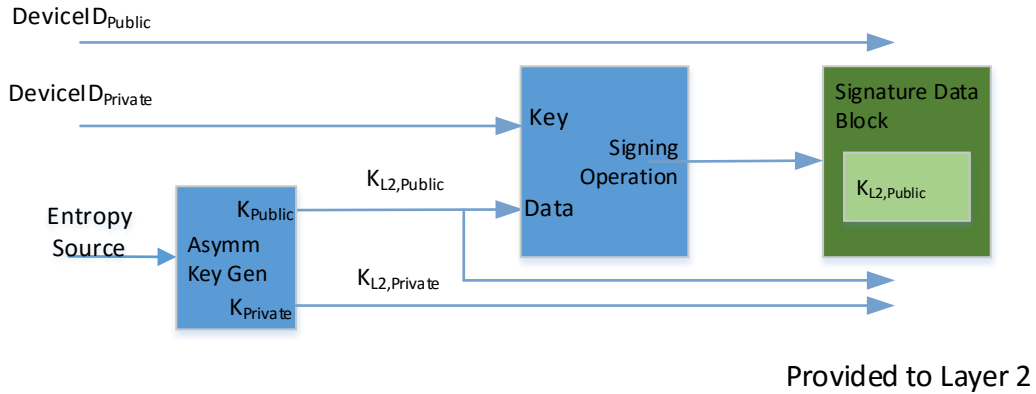 DeviceIDPublic
DeviceIDPrivate
Key
Signing
Operation
Data
Signature Data
Block
KL2,Public
KL2,Public
Entropy
Source
KPublic
Asymm
Key Gen
KPrivate
KL2,Private
Provided to Layer 2